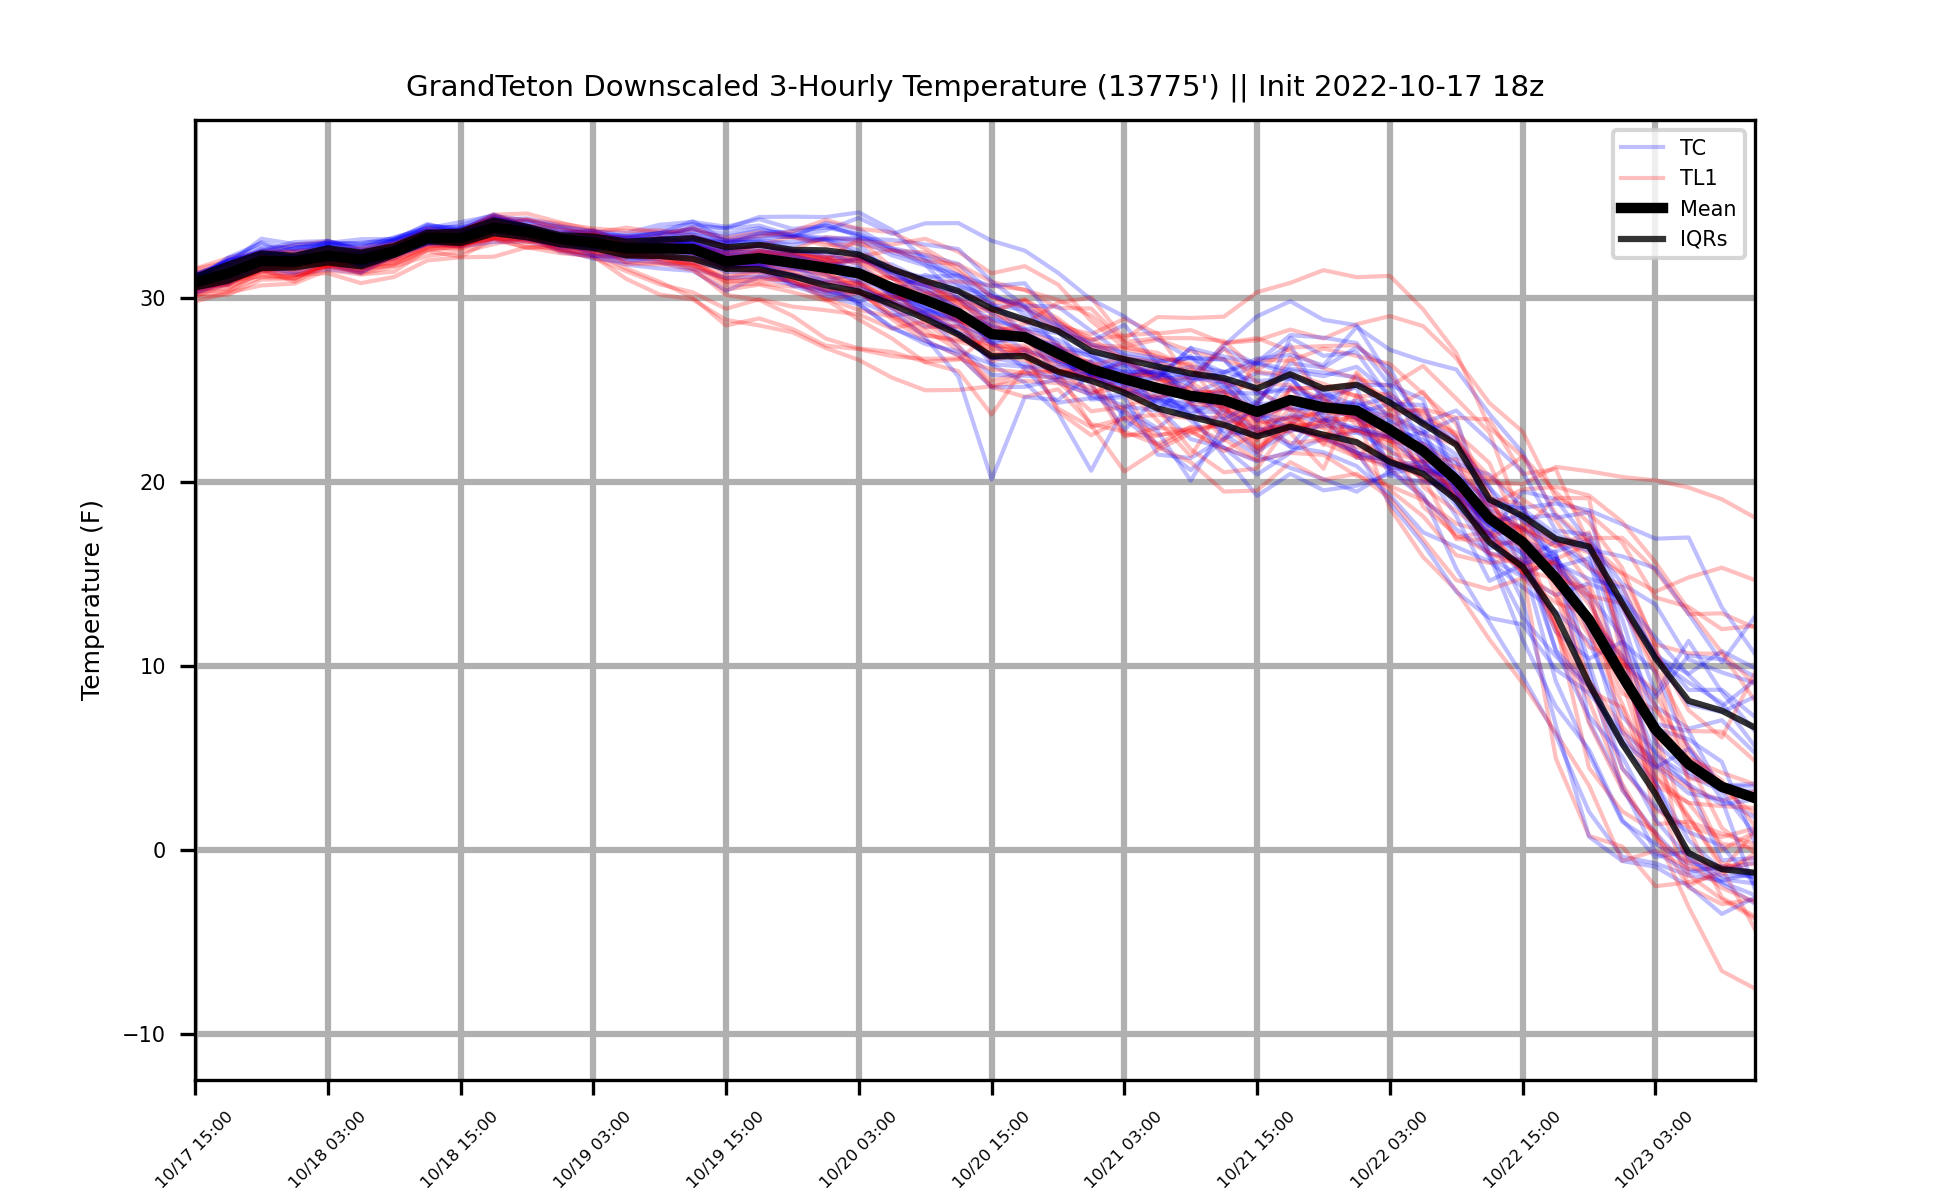 GrandTeton Downscaled 3-Hourly Temperature (13775') || Init 2022-10-17 18z
TC
TL1
Mean
IQRs
Temperature (F)
30
20
10
0
−10
10/17 15:00
10/18 03:00
10/18 15:00
10/19 03:00
10/19 15:00
10/20 03:00
10/20 15:00
10/21 03:00
10/21 15:00
10/22 03:00
10/22 15:00
10/23 03:00